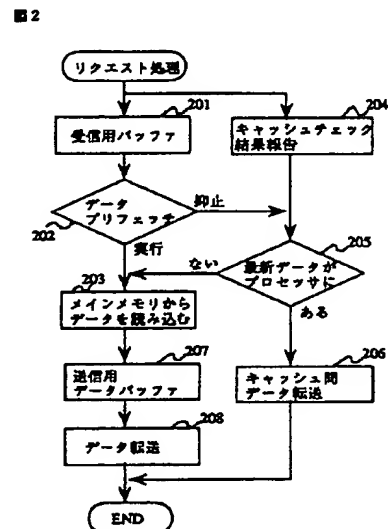 図2
リクエスト処理
201
受信用バッファ
204
キャッシュチェック
結果報告
データ
プリフェッチ
抑止
202
実行
205
最新データが
プロセッサに
ない
ある
203
メインメモリから
データを読み込む
207
送信用
データバッファ
206
キャッシュ間
データ転送
208
データ転送
END